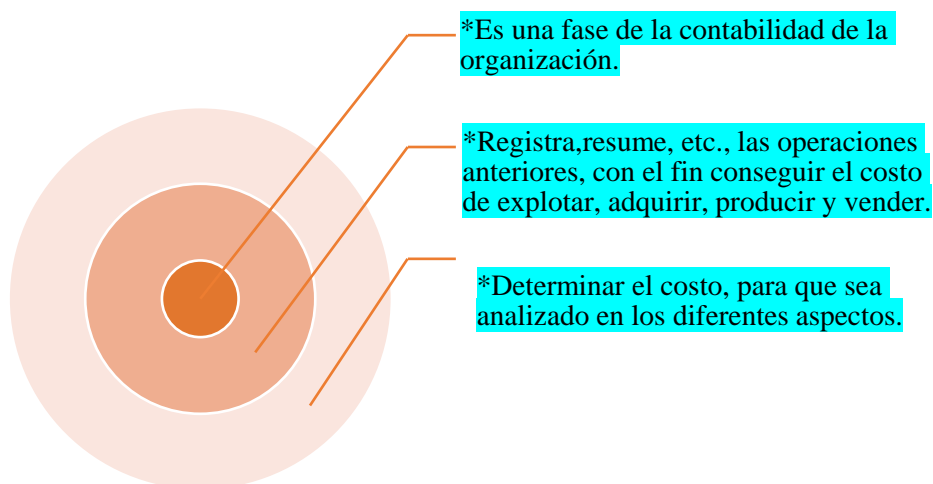 *Es una fase de la contabilidad de la
organización.
*Registra,resume, etc., las operaciones
anteriores, con el fin conseguir el costo
de explotar, adquirir, producir y vender.
*Determinar el costo, para que sea
analizado en los diferentes aspectos.